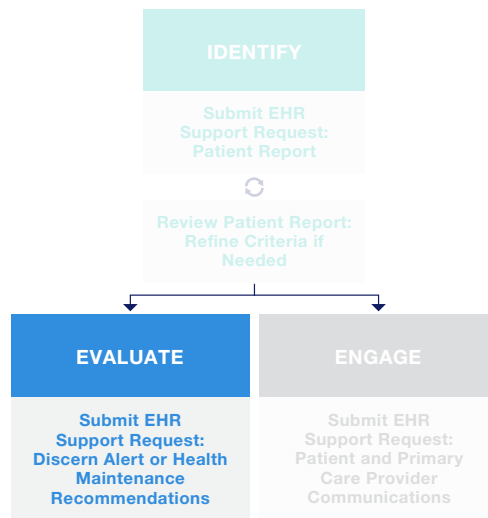 IDENTIFY
Submit EHR
Support Request:
Patient Report
Review Patient Report:
Refine Criteria if
Needed
EVALUATE
Submit EHR
Support Request:
Discern Alert or Health
Maintenance
Recommendations
ENGAGE
Submit EHR
Support Request:
Patient and Primary
Care Provider
Communications